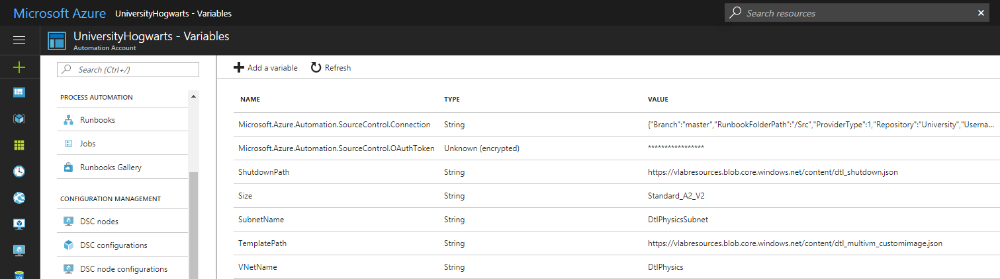 Microsoft Azure UniversityHogwarts - Variables
Search resources
UniversityHogwarts - Variables
Automation Account
Search (Ctrl+/)
PROCESS AUTOMATION
Runbooks
Jobs
Runbooks Gallery
CONFIGURATION MANAGEMENT
DSC nodes
DSC configurations
DSC node configurations
Add a variable Refresh
NAME TYPE VALUE
Microsoft.Azure.Automation.SourceControl.Connection String {"Branch":"master","RunbookFolderPath":"/Src","ProviderType":1,"Repository":"University","Userna...
Microsoft.Azure.Automation.SourceControl.OAuthToken Unknown (encrypted) *****************
ShutdownPath String https://vlabresources.blob.core.windows.net/content/dtl_shutdown.json
Size String Standard_A2_V2
SubnetName String DtlPhysicsSubnet
TemplatePath String https://vlabresources.blob.core.windows.net/content/dtl_multivm_customimage.json
VNetName String DtlPhysics
SQL